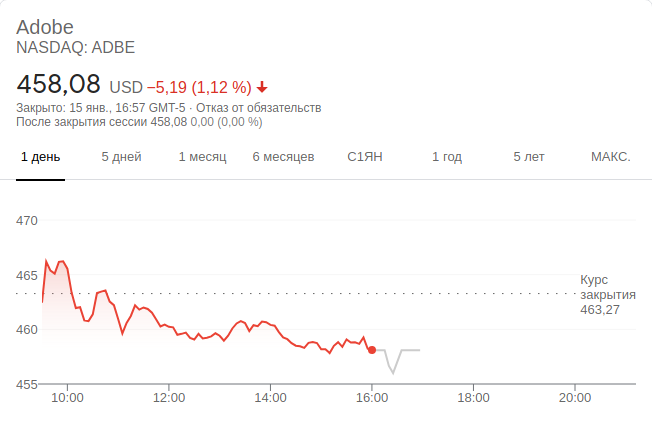 Adobe
NASDAQ: ADBE
458,08 USD −5,19 (1,12 %)
Закрыто: 15 янв., 16:57 GMT-5 · Отказ от обязательств
После закрытия сессии 458,08 0,00 (0,00 %)
1 день 5 дней 1 месяц 6 месяцев С1ЯН 1 год 5 лет МАКС.
470
465
460
455
Курс
закрытия
463,27
10:00 12:00 14:00 16:00 18:00 20:00